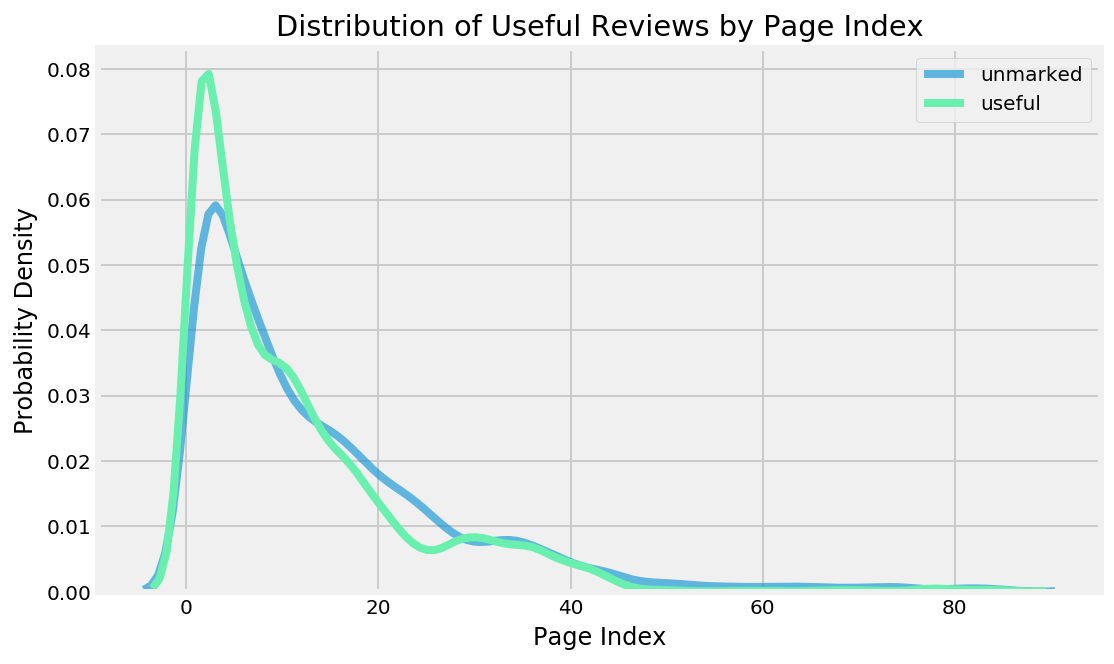 Distribution of Useful Reviews by Page Index
unmarked
useful
Probability Density
0.08
0.07
0.06
0.05
0.04
0.03
0.02
0.01
0.00
0 20 40 60 80
Page Index